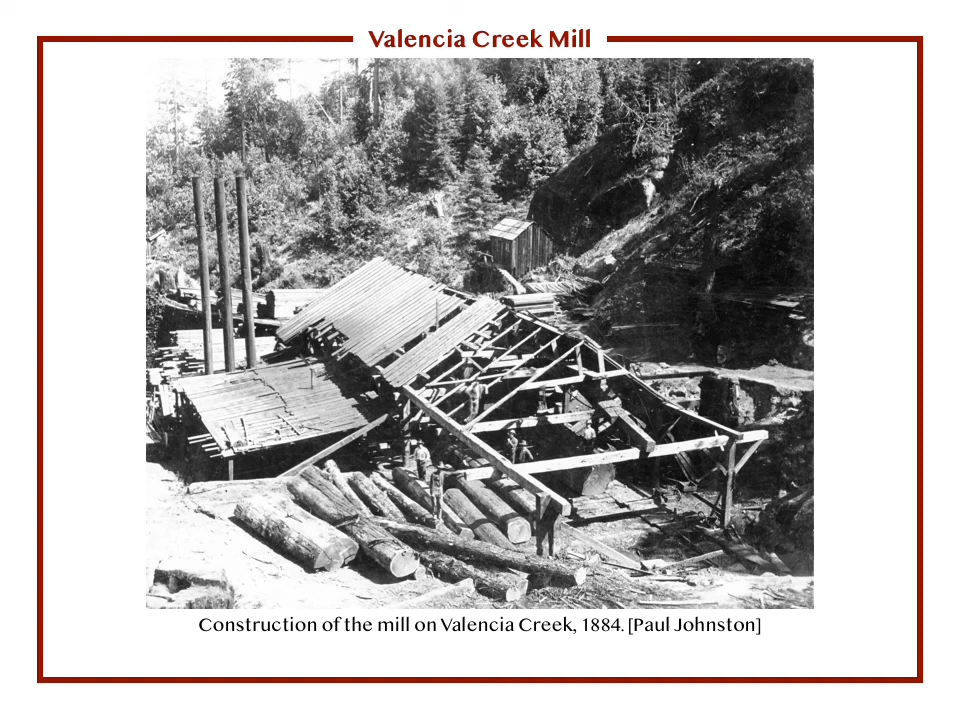 Valencia Creek Mill
Construction of the mill on Valencia Creek, 1884. [Paul Johnston]